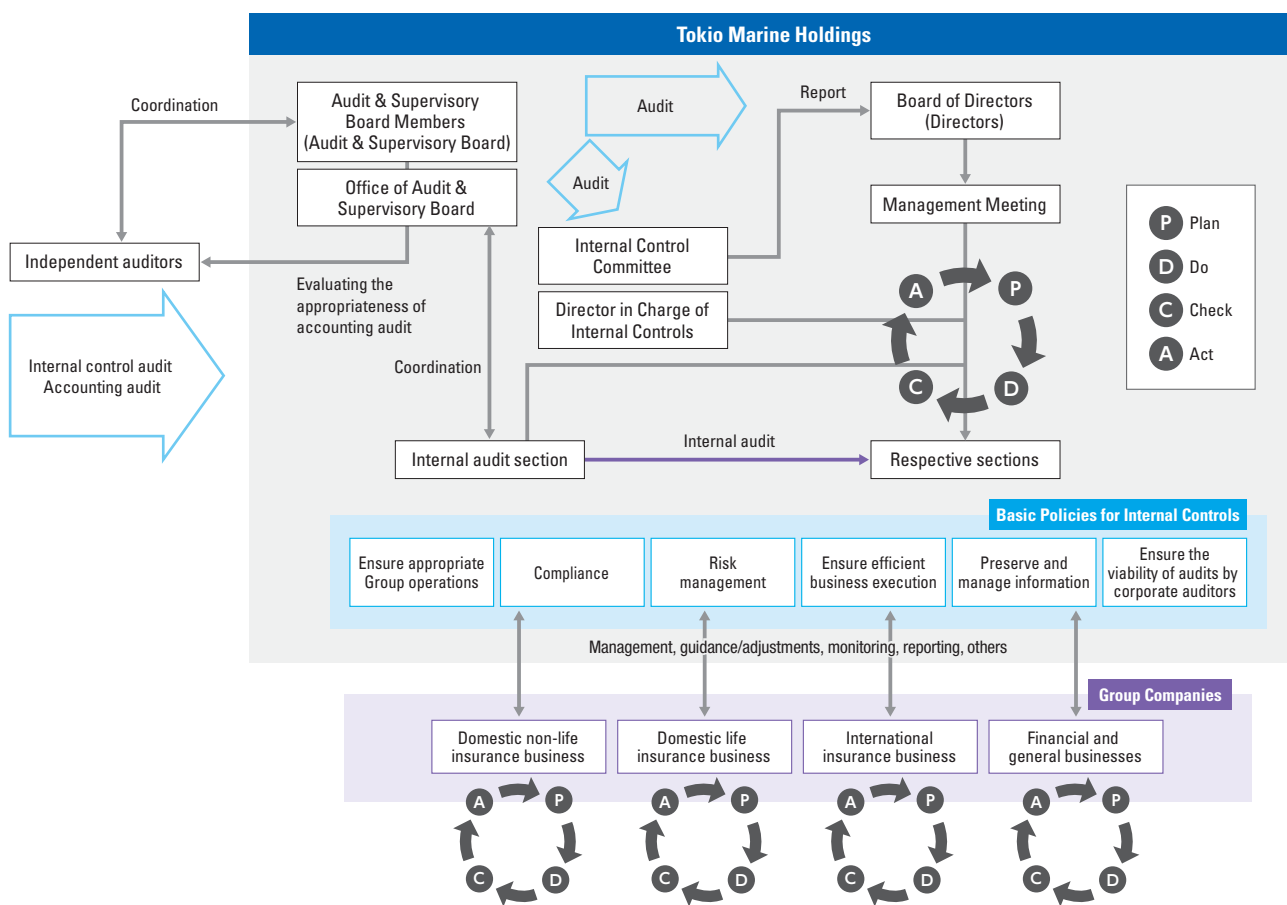 Tokio Marine Holdings
Coordination
Audit & Supervisory
Board Members
(Audit & Supervisory Board)
Audit
Report
Board of Directors
(Directors)
Office of Audit &
Supervisory Board
Audit
Management Meeting
P Plan
D Do
C Check
A Act
Independent auditors
Internal Control
Committee
Evaluating the
appropriateness of
accounting audit
Director in Charge of
Internal Controls
A
P
C
D
Internal control audit
Accounting audit
Coordination
Internal audit section
Internal audit
Respective sections
Basic Policies for Internal Controls
Ensure appropriate
Group operations
Compliance
Risk
management
Ensure efficient
business execution
Preserve and
manage information
Ensure the
viability of audits by
corporate auditors
Management, guidance/adjustments, monitoring, reporting, others
Group Companies
Domestic non-life
insurance business
Domestic life
insurance business
International
insurance business
Financial and
general businesses
A
P
C
D
A
P
C
D
A
P
C
D
A
P
C
D